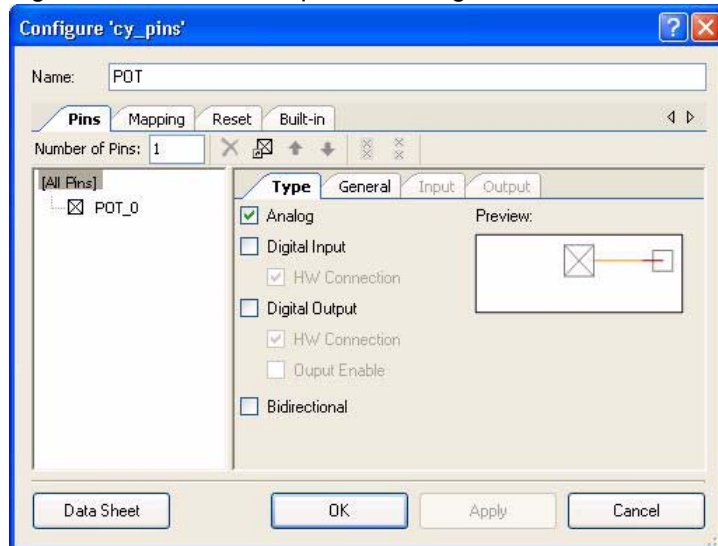 Configure 'cy_pins'
Name: POT
Pins Mapping Reset Built-in
Number of Pins: 1
[All Pins]
POT_0
Type General Input Output
Analog
Preview:
Digital Input
HW Connection
Digital Output
HW Connection
Ouput Enable
Bidirectional
Data Sheet OK Apply Cancel